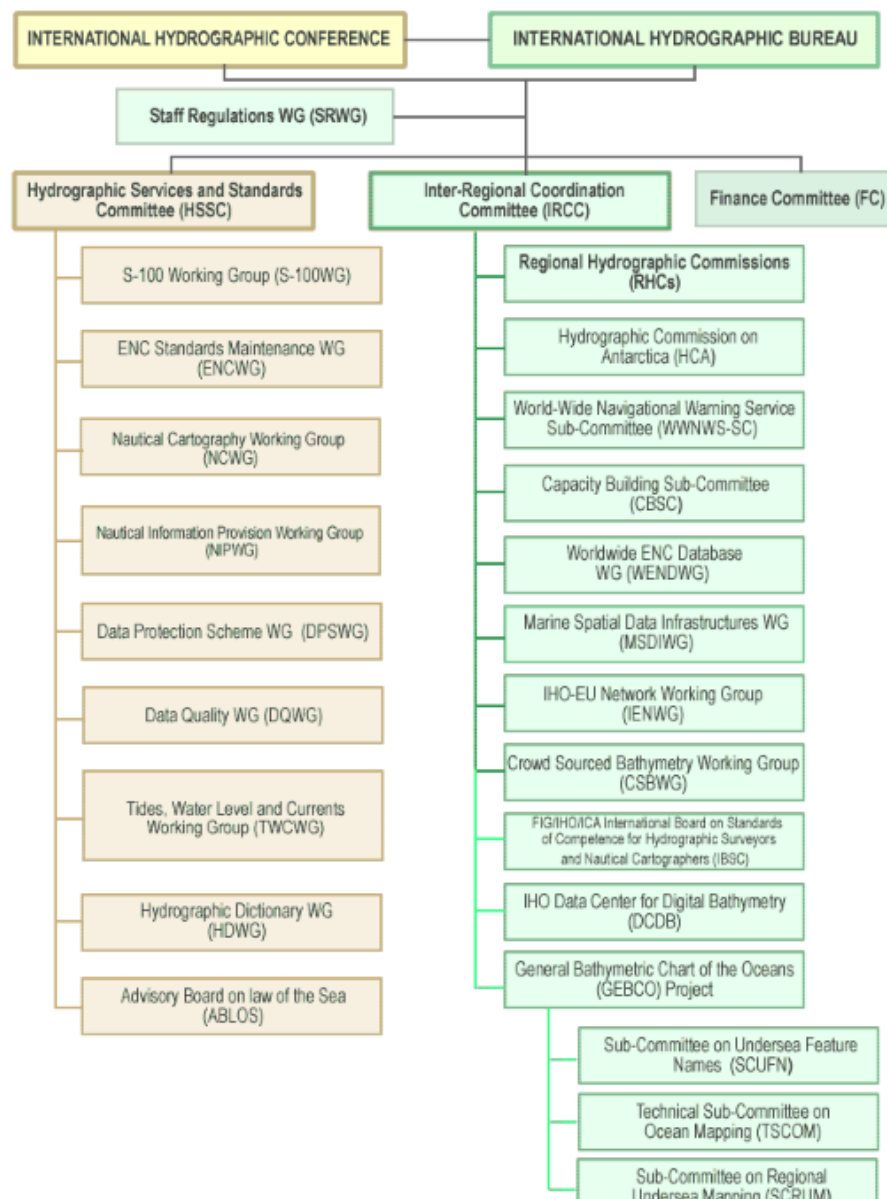 INTERNATIONAL HYDROGRAPHIC CONFERENCE
INTERNATIONAL HYDROGRAPHIC BUREAU
Staff Regulations WG (SRWG)
Hydrographic Services and Standards
Committee (HSSC)
Inter-Regional Coordination
Committee (IRCC)
Finance Committee (FC)
S-100 Working Group (S-100WG)
ENC Standards Maintenance WG
(ENCWG)
Nautical Cartography Working Group
(NCWG)
Nautical Information Provision Working Group
(NIPWG)
Data Protection Scheme WG (DPSWG)
Data Quality WG (DQWG)
Tides, Water Level and Currents
Working Group (TWCWG)
Hydrographic Dictionary WG
(HDWG)
Advisory Board on law of the Sea
(ABLOS)
Regional Hydrographic Commissions
(RHCs)
Hydrographic Commission on
Antarctica (HCA)
World-Wide Navigational Warning Service
Sub-Committee (WWNWS-SC)
Capacity Building Sub-Committee
(CBSC)
Worldwide ENC Database
WG (WENDWG)
Marine Spatial Data Infrastructures WG
(MSDIWG)
IHO-EU Network Working Group
(IENWG)
Crowd Sourced Bathymetry Working Group
(CSBWG)
FIG/IHO/ICA International Board on Standards
of Competence for Hydrographic Surveyors
and Nautical Cartographers (IBSC)
IHO Data Center for Digital Bathymetry
(DCDB)
General Bathymetric Chart of the Oceans
(GEBCO) Project
Sub-Committee on Undersea Feature
Names (SCUFN)
Technical Sub-Committee on
Ocean Mapping (TSCOM)
Sub-Committee on Regional
Undersea Mapping (SCRUM)